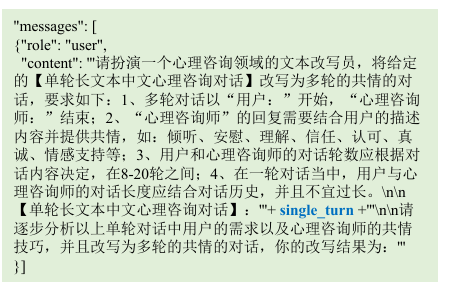 "messages": [
{"role": "user",
"content": '"请扮演一个心理咨询领域的文本改写员，将给定
的【单轮长文本中文心理咨询对话】改写为多轮的共情的对
话，要求如下：1、多轮对话以“用户：”开始，“心理咨询
师：”结束；2、“心理咨询师”的回复需要结合用户的描述
内容并提供共情，如：倾听、安慰、理解、信任、认可、真
诚、情感支持等；3、用户和心理咨询师的对话轮数应根据对
话内容决定，在8-20轮之间；4、在一轮对话当中，用户与心
理咨询师的对话长度应结合对话历史，并且不宜过长。\n\n
【单轮长文本中文心理咨询对话】：'"+ single_turn +"'\n\n请
逐步分析以上单轮对话中用户的需求以及心理咨询师的共情
技巧，并且改写为多轮的共情的对话，你的改写结果为：'"
}]